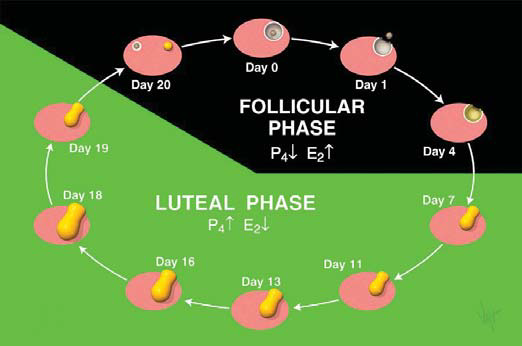 Day 0
Day 1
Day 20
FOLLICULAR
PHASE
P₄↓ E₂↑
Day 4
Day 19
Day 18
LUTEAL PHASE
P₄↑ E₂↓
Day 7
Day 16
Day 13
Day 11